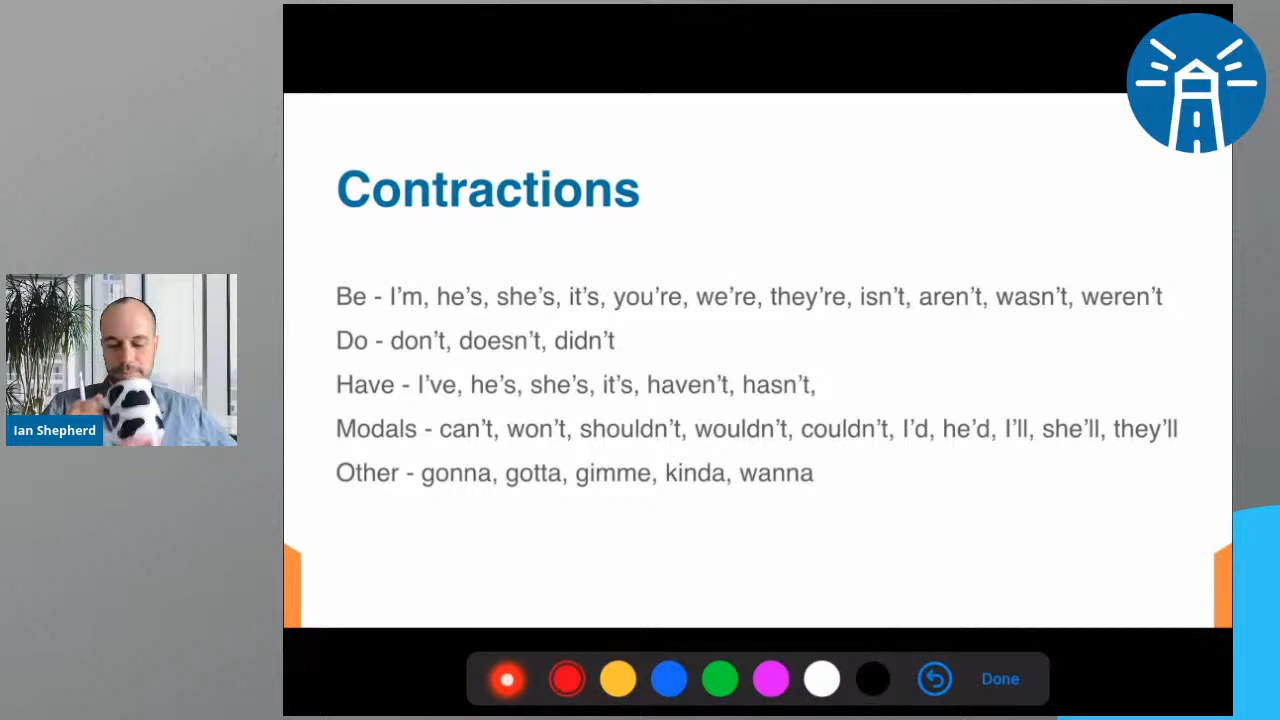 Contractions
Be - I’m, he’s, she’s, it’s, you’re, we’re, they’re, isn’t, aren’t, wasn’t, weren’t
Do - don’t, doesn’t, didn’t
Have - I’ve, he’s, she’s, it’s, haven’t, hasn’t,
Modals - can’t, won’t, shouldn’t, wouldn’t, couldn’t, I’d, he’d, I’ll, she’ll, they’ll
Other - gonna, gotta, gimme, kinda, wanna
Ian Shepherd
Done